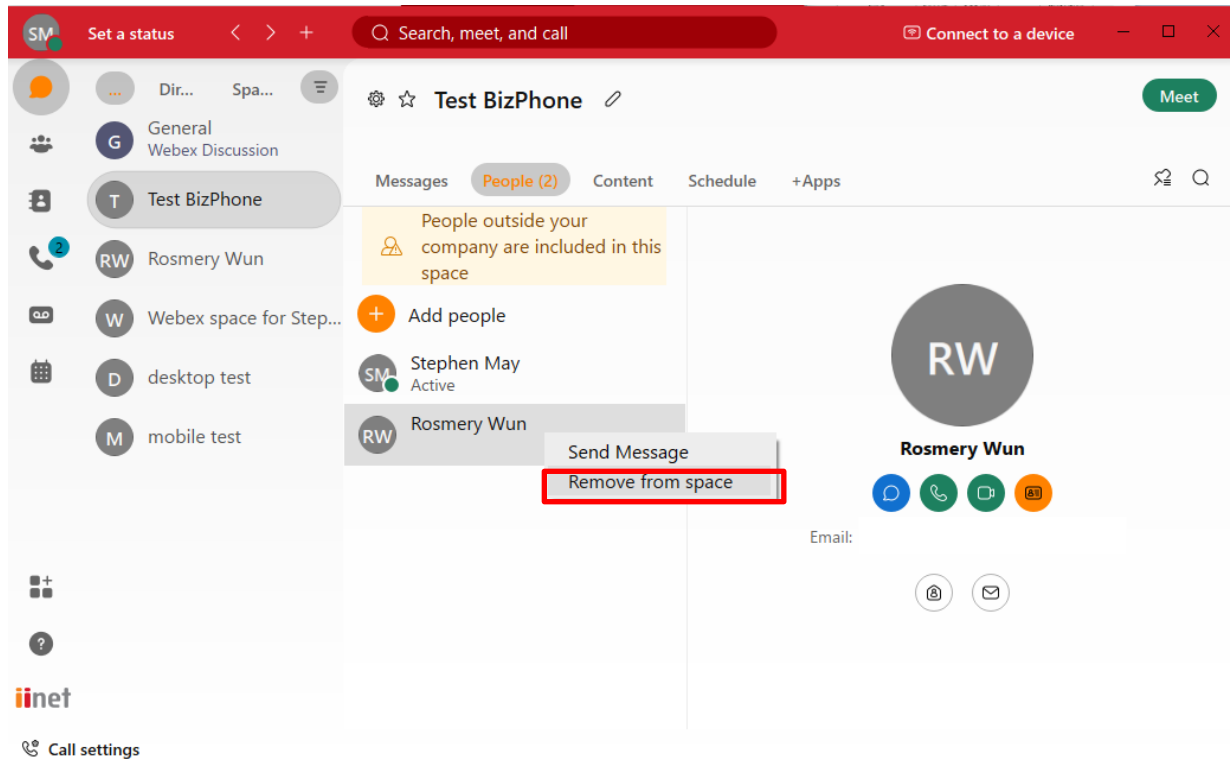 SM Set a status Search, meet, and call Connect to a device
... Dir... Spa...
G General
Webex Discussion
T Test BizPhone
2 RW Rosmery Wun
W Webex space for Step...
D desktop test
M mobile test
?
iinet
Call settings
Test BizPhone Meet
Messages People (2) Content Schedule +Apps
People outside your
company are included in this
space
+ Add people
SM Stephen May
Active
RW Rosmery Wun
Send Message
Remove from space
RW
Rosmery Wun
Email: